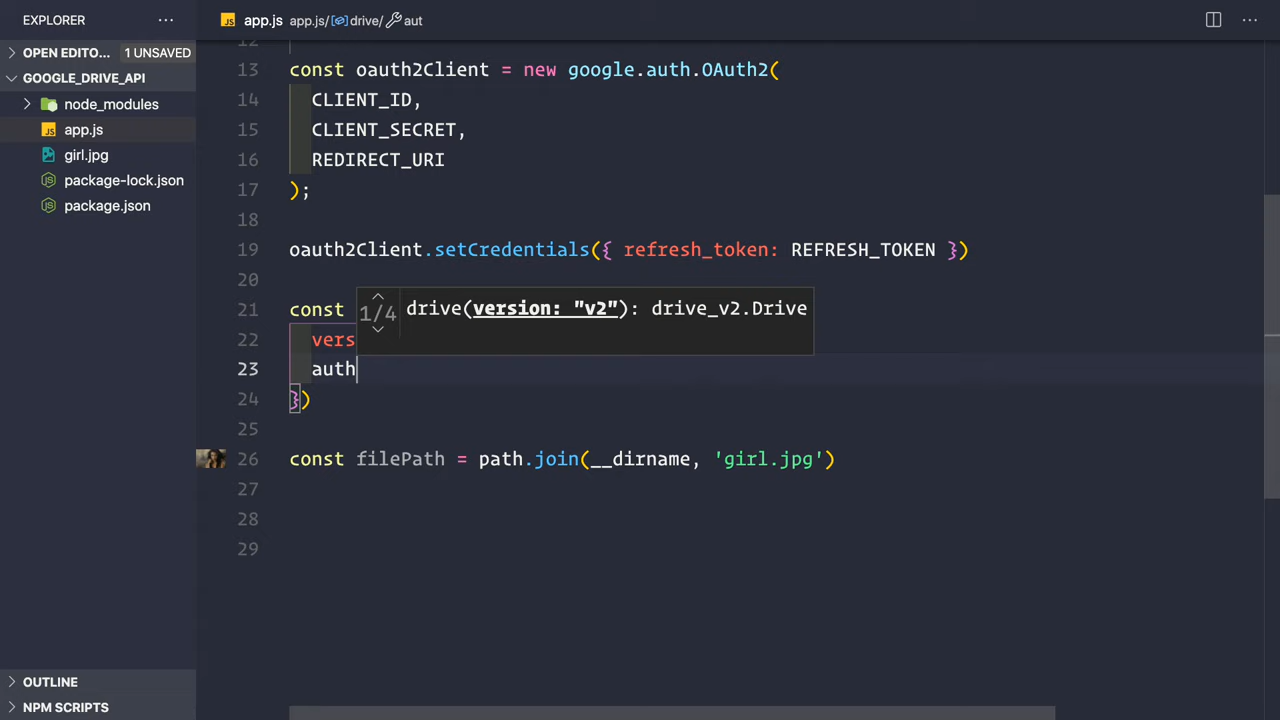 EXPLORER
app.js app.js/drive/aut
OPEN EDITO... 1 UNSAVED
GOOGLE_DRIVE_API
node_modules
app.js
girl.jpg
package-lock.json
package.json
12
13 const oauth2Client = new google.auth.OAuth2(
14 CLIENT_ID,
15 CLIENT_SECRET,
16 REDIRECT_URI
17 );
18
19 oauth2Client.setCredentials({ refresh_token: REFRESH_TOKEN })
20
21 const
1/4 drive(version: "v2"): drive_v2.Drive
22 vers
23 auth
24 })
25
26 const filePath = path.join(__dirname, 'girl.jpg')
27
28
29
OUTLINE
NPM SCRIPTS